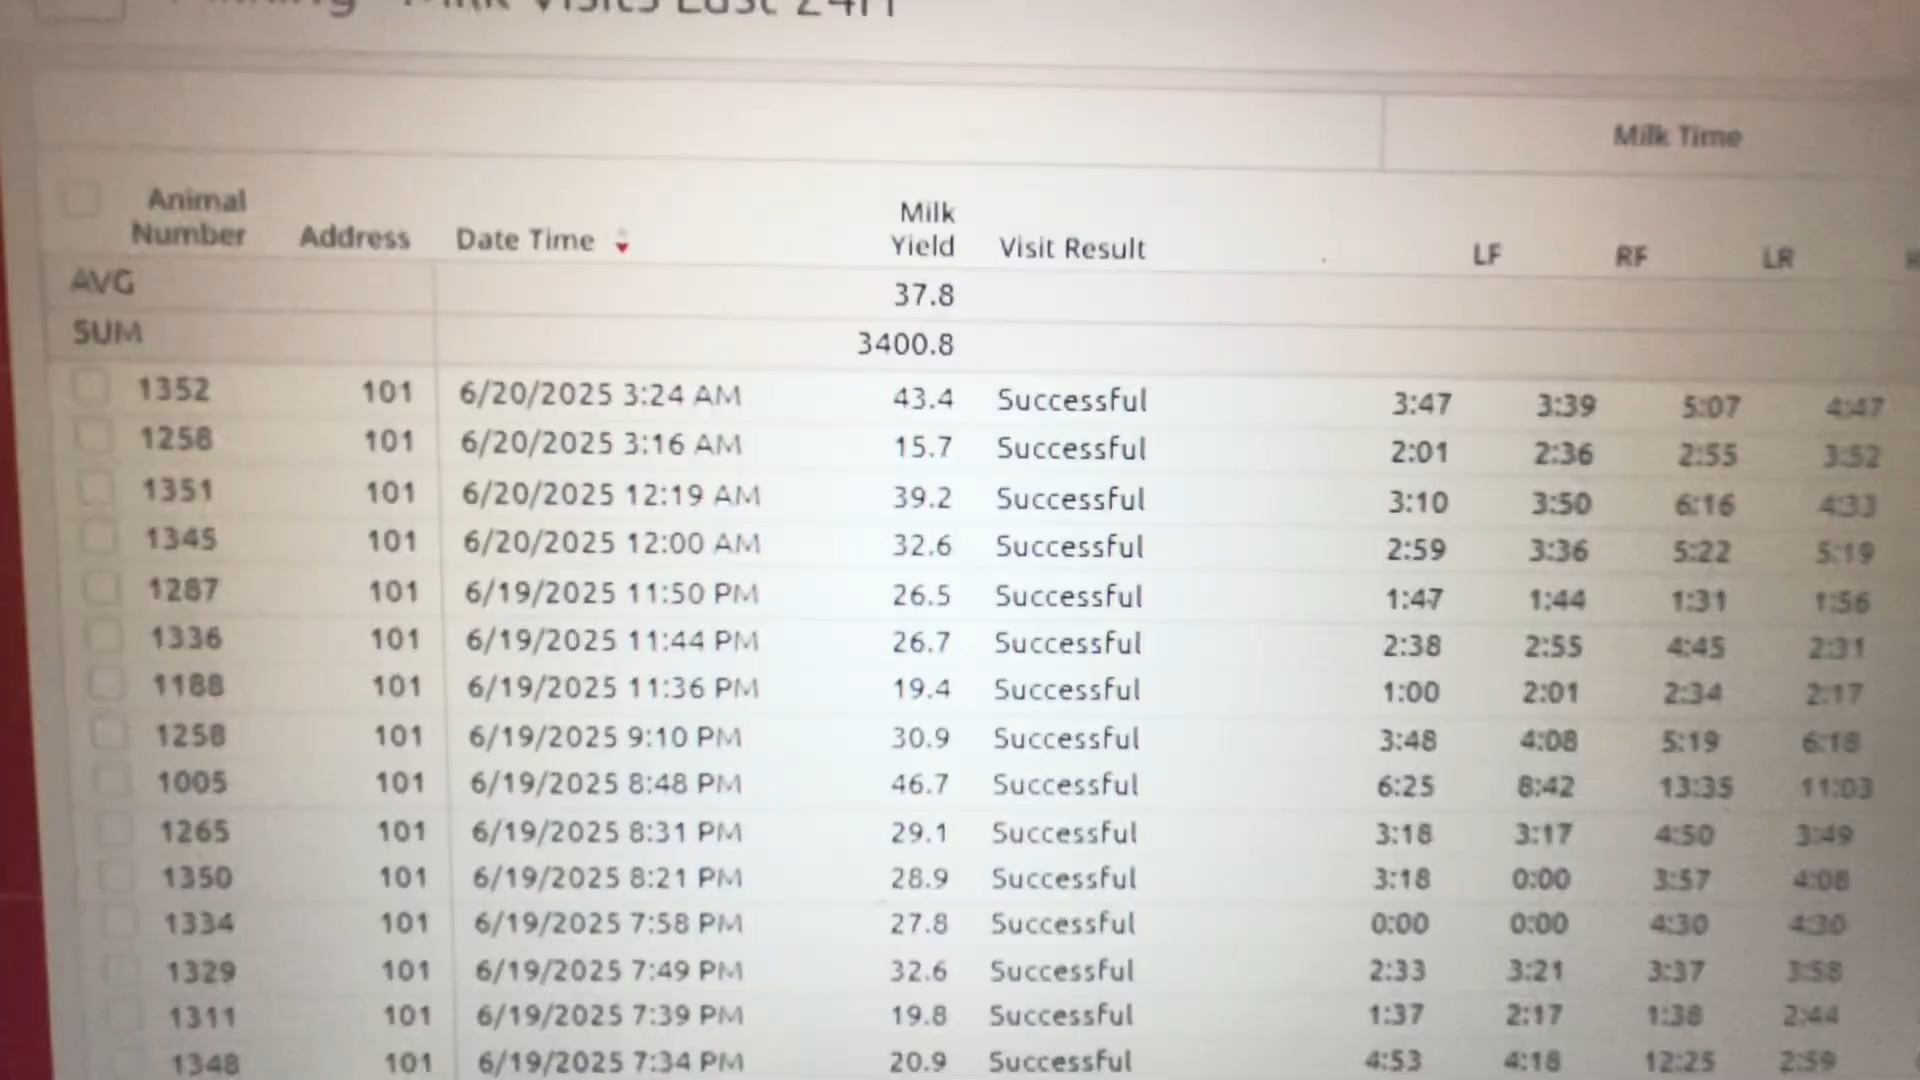 Milk Visits Last 24H
Milk Time
Animal Number Address Date Time Milk Yield Visit Result LF RF LR
AVG 37.8
SUM 3400.8
1352 101 6/20/2025 3:24 AM 43.4 Successful 3:47 3:39 5:07 4:47
1258 101 6/20/2025 3:16 AM 15.7 Successful 2:01 2:36 2:55 3:52
1351 101 6/20/2025 12:19 AM 39.2 Successful 3:10 3:50 6:16 4:33
1345 101 6/20/2025 12:00 AM 32.6 Successful 2:59 3:36 5:22 5:19
1287 101 6/19/2025 11:50 PM 26.5 Successful 1:47 1:44 1:31 1:56
1336 101 6/19/2025 11:44 PM 26.7 Successful 2:38 2:55 4:45 2:31
1188 101 6/19/2025 11:36 PM 19.4 Successful 1:00 2:01 2:34 2:17
1258 101 6/19/2025 9:10 PM 30.9 Successful 3:48 4:08 5:19 6:18
1005 101 6/19/2025 8:48 PM 46.7 Successful 6:25 8:42 13:35 11:03
1265 101 6/19/2025 8:31 PM 29.1 Successful 3:18 3:17 4:50 3:49
1350 101 6/19/2025 8:21 PM 28.9 Successful 3:18 0:00 3:57 4:08
1334 101 6/19/2025 7:58 PM 27.8 Successful 0:00 0:00 4:30 4:30
1329 101 6/19/2025 7:49 PM 32.6 Successful 2:33 3:21 3:37 3:58
1311 101 6/19/2025 7:39 PM 19.8 Successful 1:37 2:17 1:38 2:44
1348 101 6/19/2025 7:34 PM 20.9 Successful 4:53 4:18 12:25 2:59